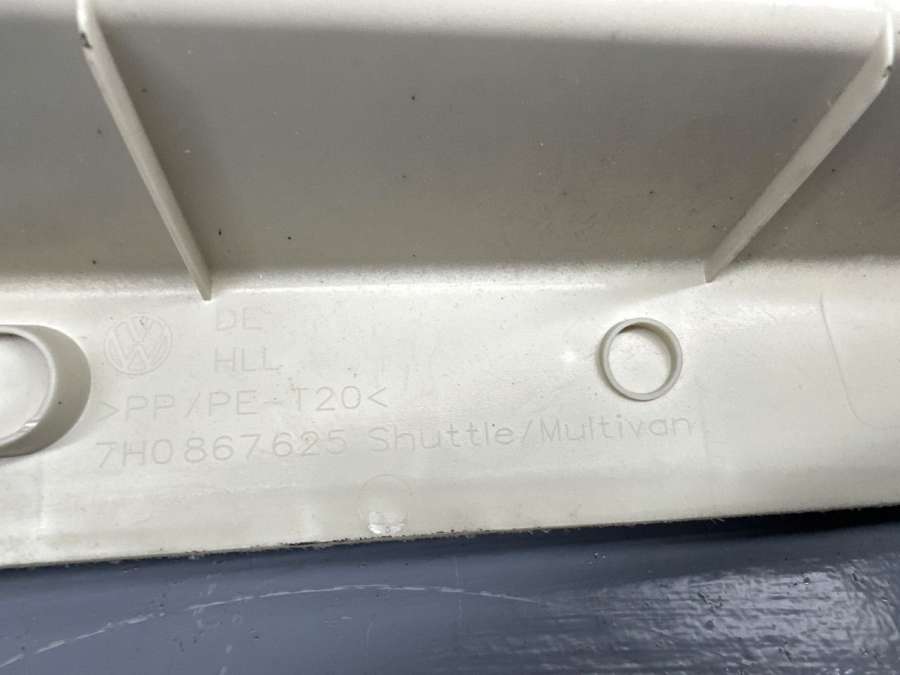 DE
HLL
>PP/PE-T20<
7H0867625 Shuttle/Multivan